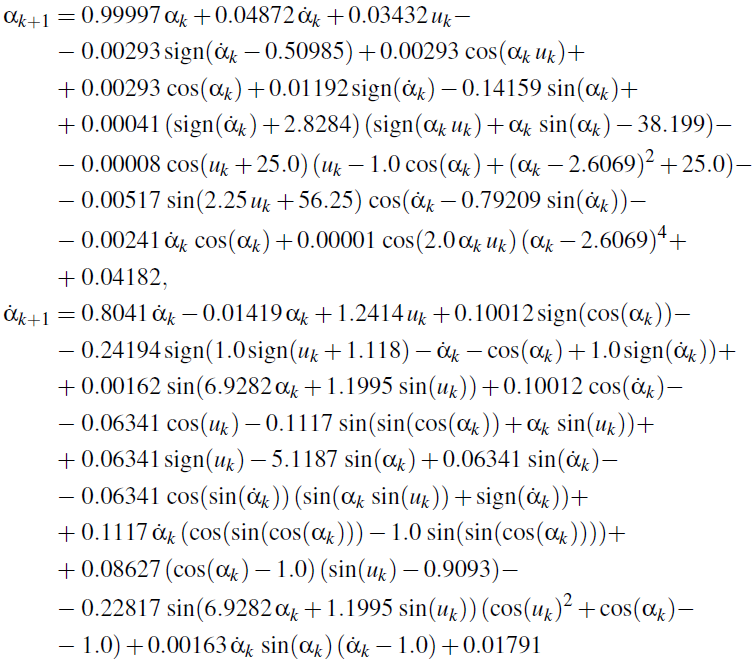 α_{k+1} = 0.99997 α_k + 0.04872 α̇_k + 0.03432 u_k −
− 0.00293 sign(α̇_k − 0.50985) + 0.00293 cos(α_k u_k)+
+ 0.00293 cos(α_k) + 0.01192 sign(α̇_k) − 0.14159 sin(α_k)+
+ 0.00041 (sign(α̇_k) + 2.8284) (sign(α_k u_k) + α_k sin(α_k) − 38.199)−
− 0.00008 cos(u_k + 25.0) (u_k − 1.0 cos(α_k) + (α_k − 2.6069)² + 25.0)−
− 0.00517 sin(2.25 u_k + 56.25) cos(α̇_k − 0.79209 sin(α̇_k))−
− 0.00241 α̇_k cos(α_k) + 0.00001 cos(2.0 α_k u_k) (α_k − 2.6069)⁴+
+ 0.04182,
α̇_{k+1} = 0.8041 α̇_k − 0.01419 α_k + 1.2414 u_k + 0.10012 sign(cos(α_k))−
− 0.24194 sign(1.0 sign(u_k + 1.118) − α̇_k − cos(α_k) + 1.0 sign(α̇_k))+
+ 0.00162 sin(6.9282 α_k + 1.1995 sin(u_k)) + 0.10012 cos(α̇_k)−
− 0.06341 cos(u_k) − 0.1117 sin(sin(cos(α_k)) + α_k sin(u_k))+
+ 0.06341 sign(u_k) − 5.1187 sin(α_k) + 0.06341 sin(α̇_k)−
− 0.06341 cos(sin(α̇_k)) (sin(α_k sin(u_k)) + sign(α̇_k))+
+ 0.1117 α̇_k (cos(sin(cos(α_k))) − 1.0 sin(sin(cos(α_k))))+
+ 0.08627 (cos(α_k) − 1.0) (sin(u_k) − 0.9093)−
− 0.22817 sin(6.9282 α_k + 1.1995 sin(u_k)) (cos(u_k)² + cos(α_k)−
− 1.0) + 0.00163 α̇_k sin(α_k) (α̇_k − 1.0) + 0.01791